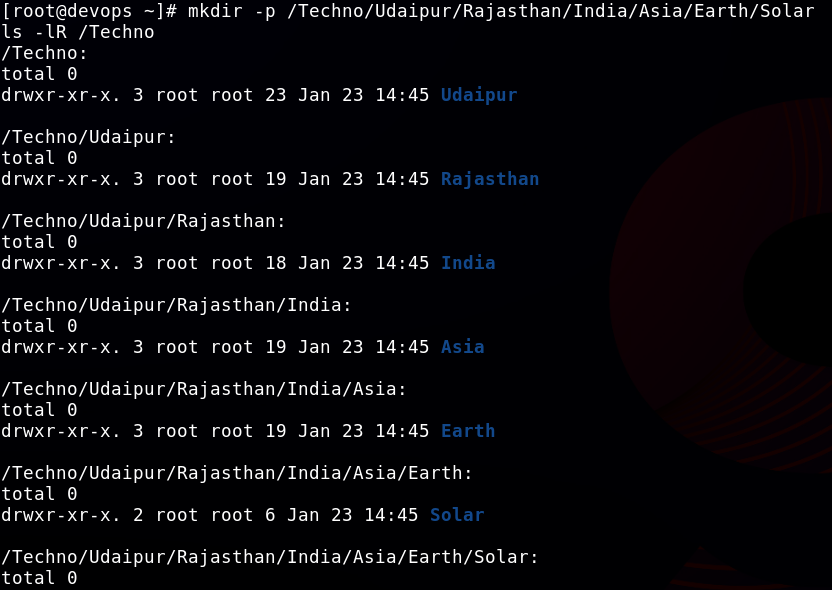 [root@devops ~]# mkdir -p /Techno/Udaipur/Rajasthan/India/Asia/Earth/Solar
ls -lR /Techno
/Techno:
total 0
drwxr-xr-x. 3 root root 23 Jan 23 14:45 Udaipur

/Techno/Udaipur:
total 0
drwxr-xr-x. 3 root root 19 Jan 23 14:45 Rajasthan

/Techno/Udaipur/Rajasthan:
total 0
drwxr-xr-x. 3 root root 18 Jan 23 14:45 India

/Techno/Udaipur/Rajasthan/India:
total 0
drwxr-xr-x. 3 root root 19 Jan 23 14:45 Asia

/Techno/Udaipur/Rajasthan/India/Asia:
total 0
drwxr-xr-x. 3 root root 19 Jan 23 14:45 Earth

/Techno/Udaipur/Rajasthan/India/Asia/Earth:
total 0
drwxr-xr-x. 2 root root 6 Jan 23 14:45 Solar

/Techno/Udaipur/Rajasthan/India/Asia/Earth/Solar:
total 0